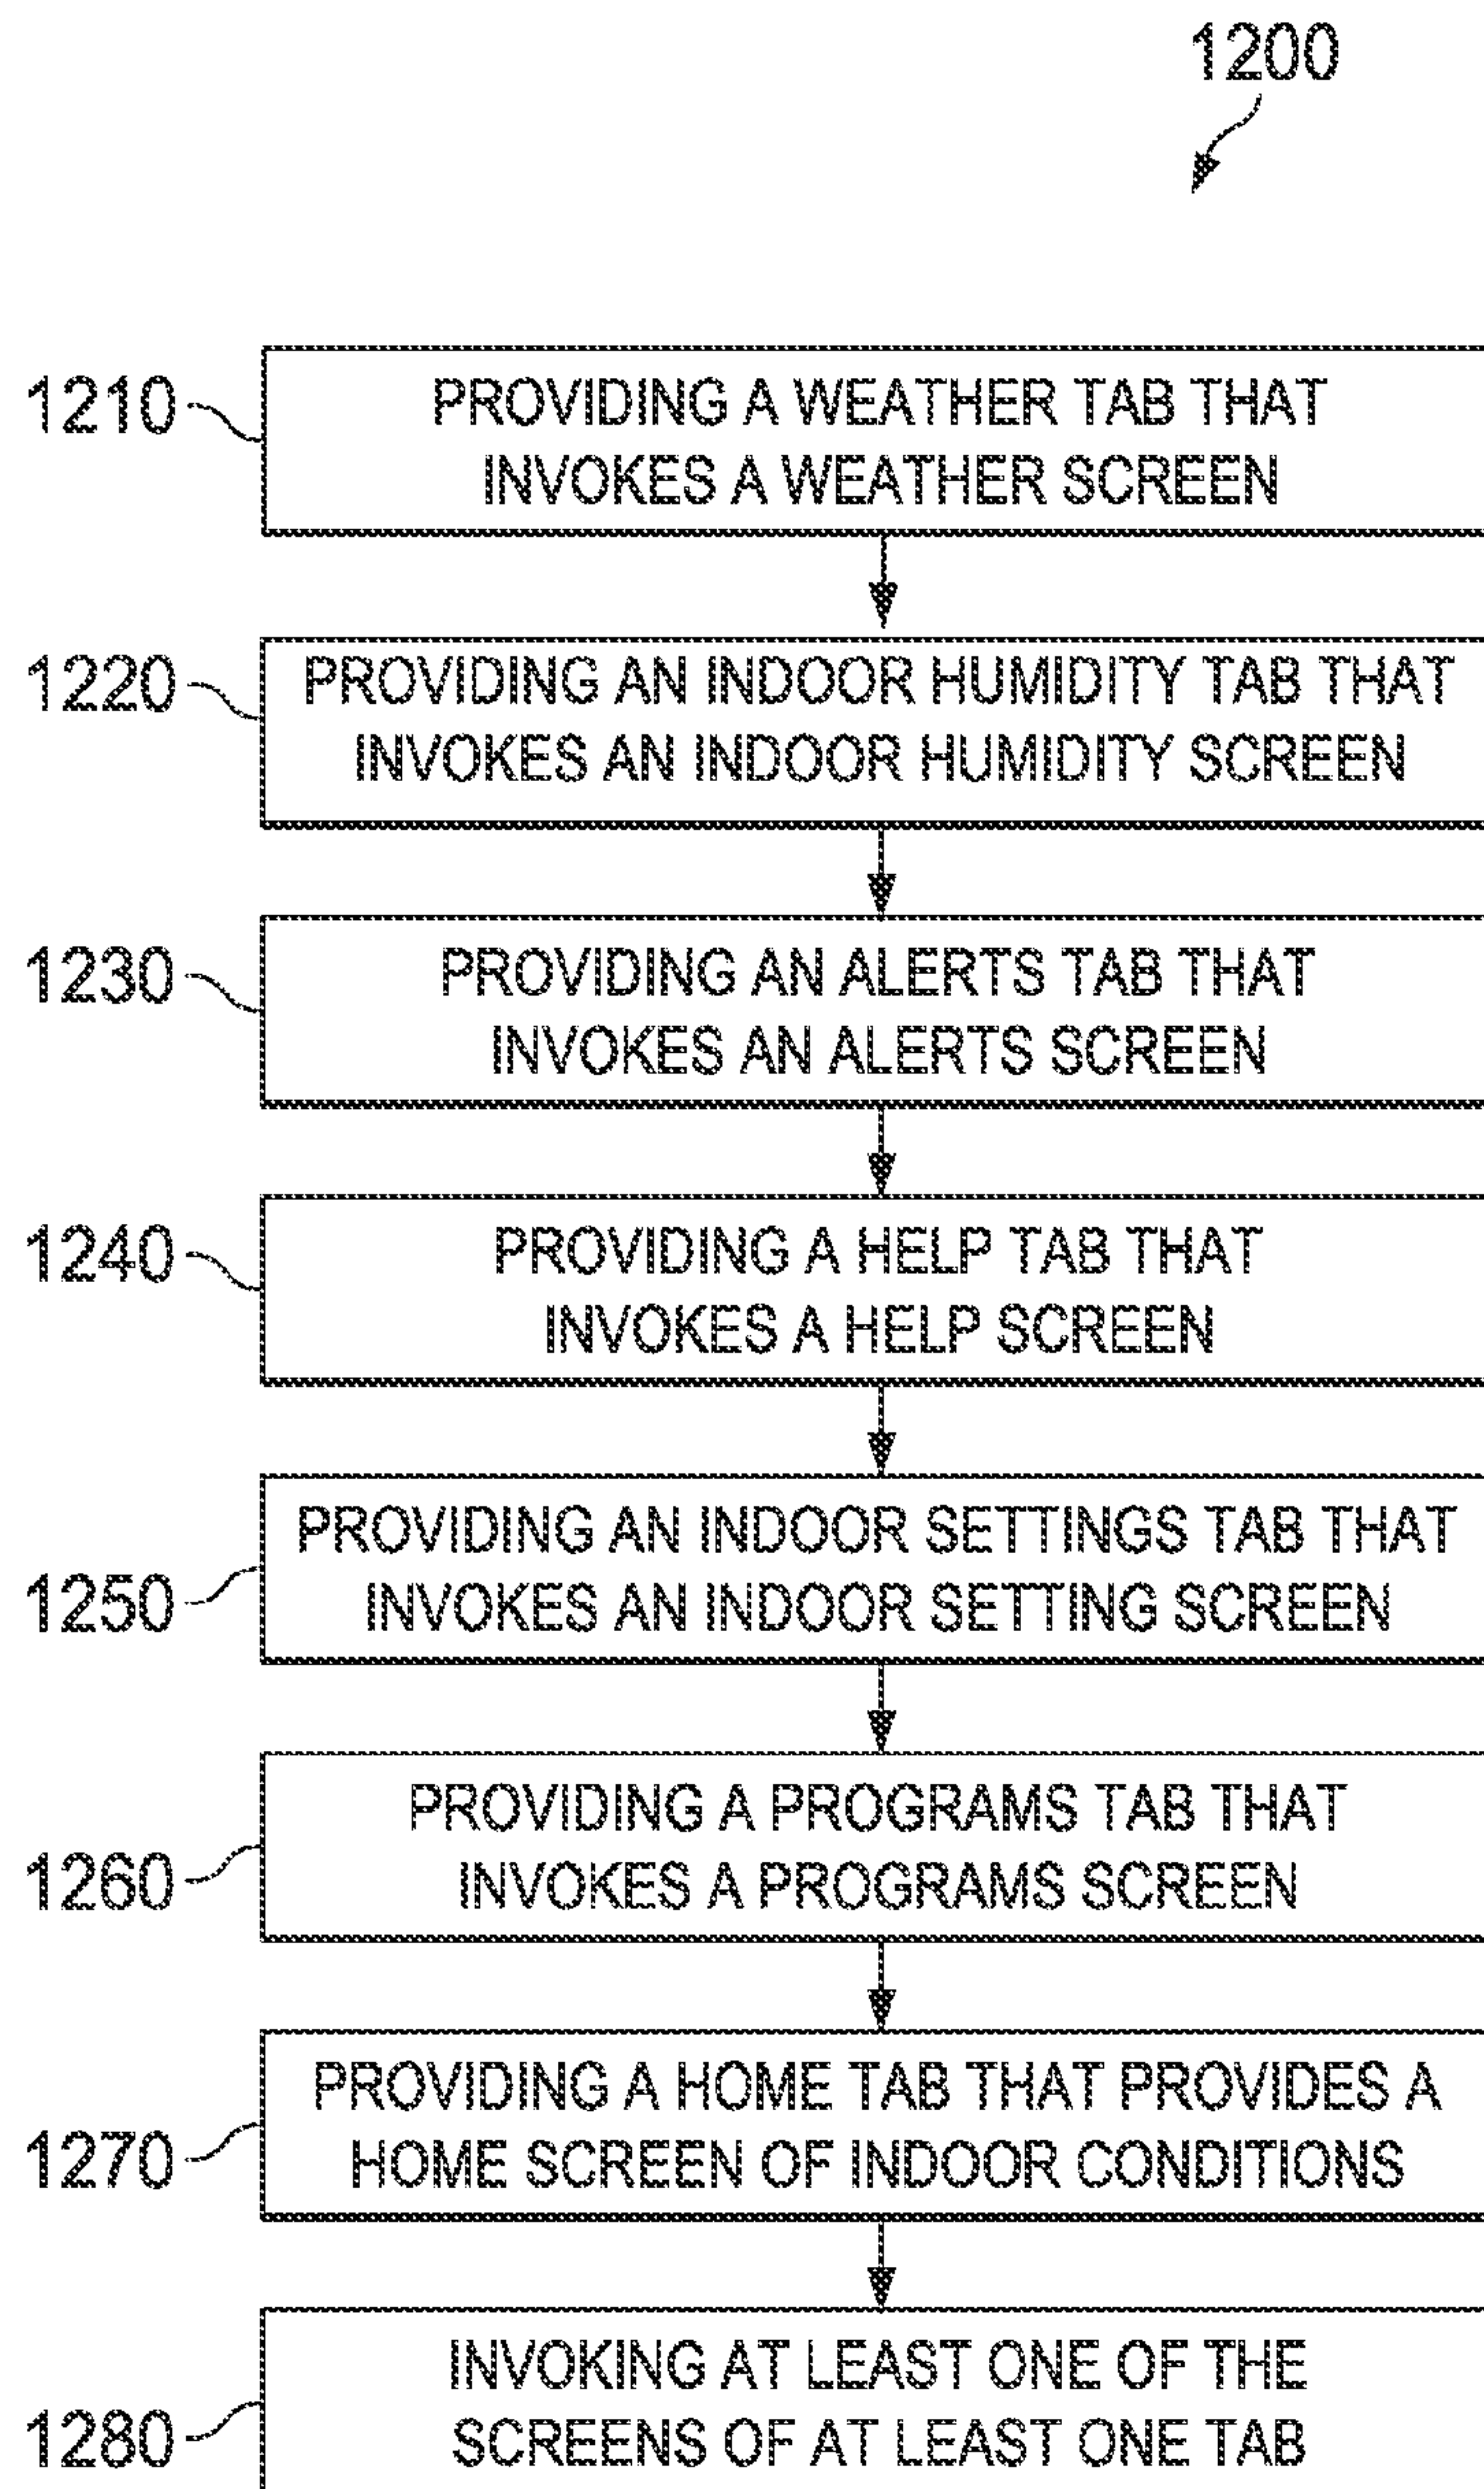 1200
1210
PROVIDING A WEATHER TAB THAT
INVOKES A WEATHER SCREEN
1220
PROVIDING AN INDOOR HUMIDITY TAB THAT
INVOKES AN INDOOR HUMIDITY SCREEN
1230
PROVIDING AN ALERTS TAB THAT
INVOKES AN ALERTS SCREEN
1240
PROVIDING A HELP TAB THAT
INVOKES A HELP SCREEN
1250
PROVIDING AN INDOOR SETTINGS TAB THAT
INVOKES AN INDOOR SETTING SCREEN
1260
PROVIDING A PROGRAMS TAB THAT
INVOKES A PROGRAMS SCREEN
1270
PROVIDING A HOME TAB THAT PROVIDES A
HOME SCREEN OF INDOOR CONDITIONS
1280
INVOKING AT LEAST ONE OF THE
SCREENS OF AT LEAST ONE TAB